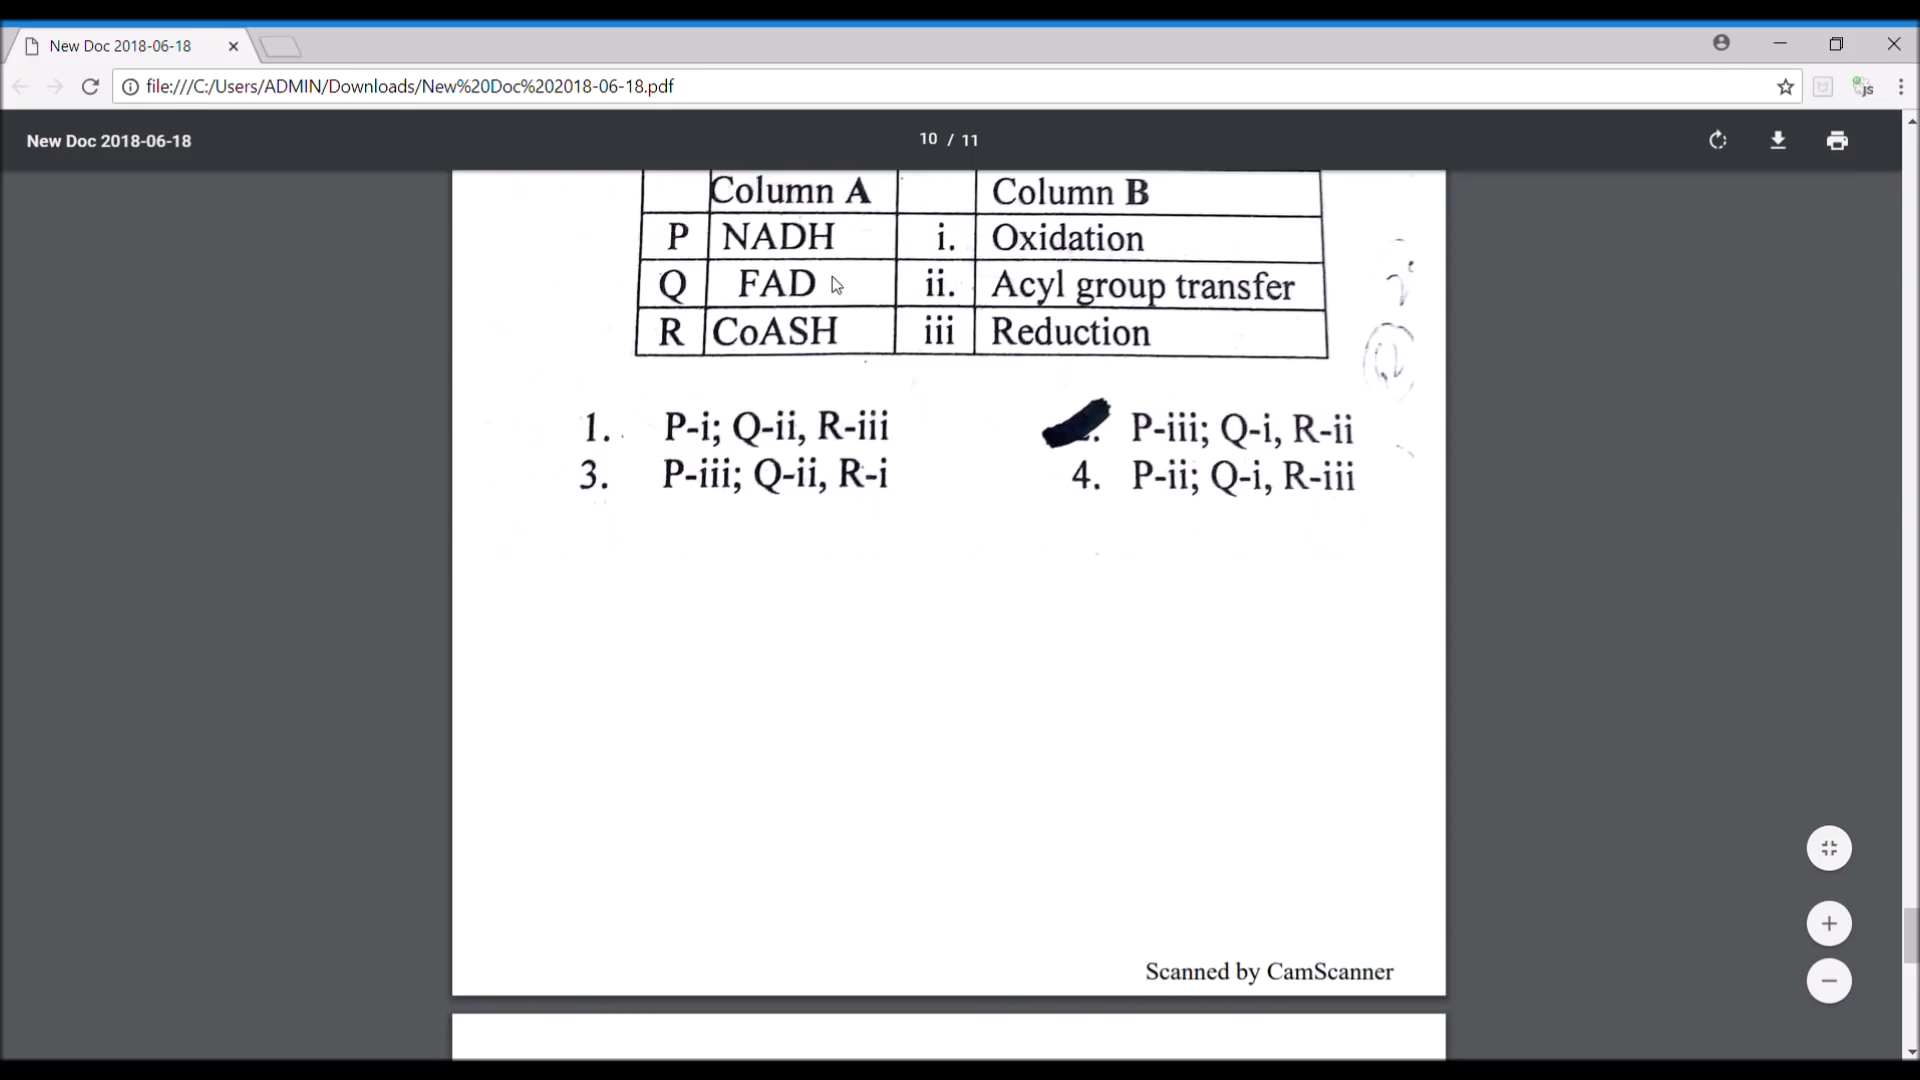 New Doc 2018-06-18
file:///C:/Users/ADMIN/Downloads/New%20Doc%202018-06-18.pdf
js
New Doc 2018-06-18
10 / 11
Column A Column B
P NADH i. Oxidation
Q FAD ii. Acyl group transfer
R CoASH iii Reduction
1. P-i; Q-ii, R-iii
P-iii; Q-i, R-ii
3. P-iii; Q-ii, R-i
4. P-ii; Q-i, R-iii
Scanned by CamScanner